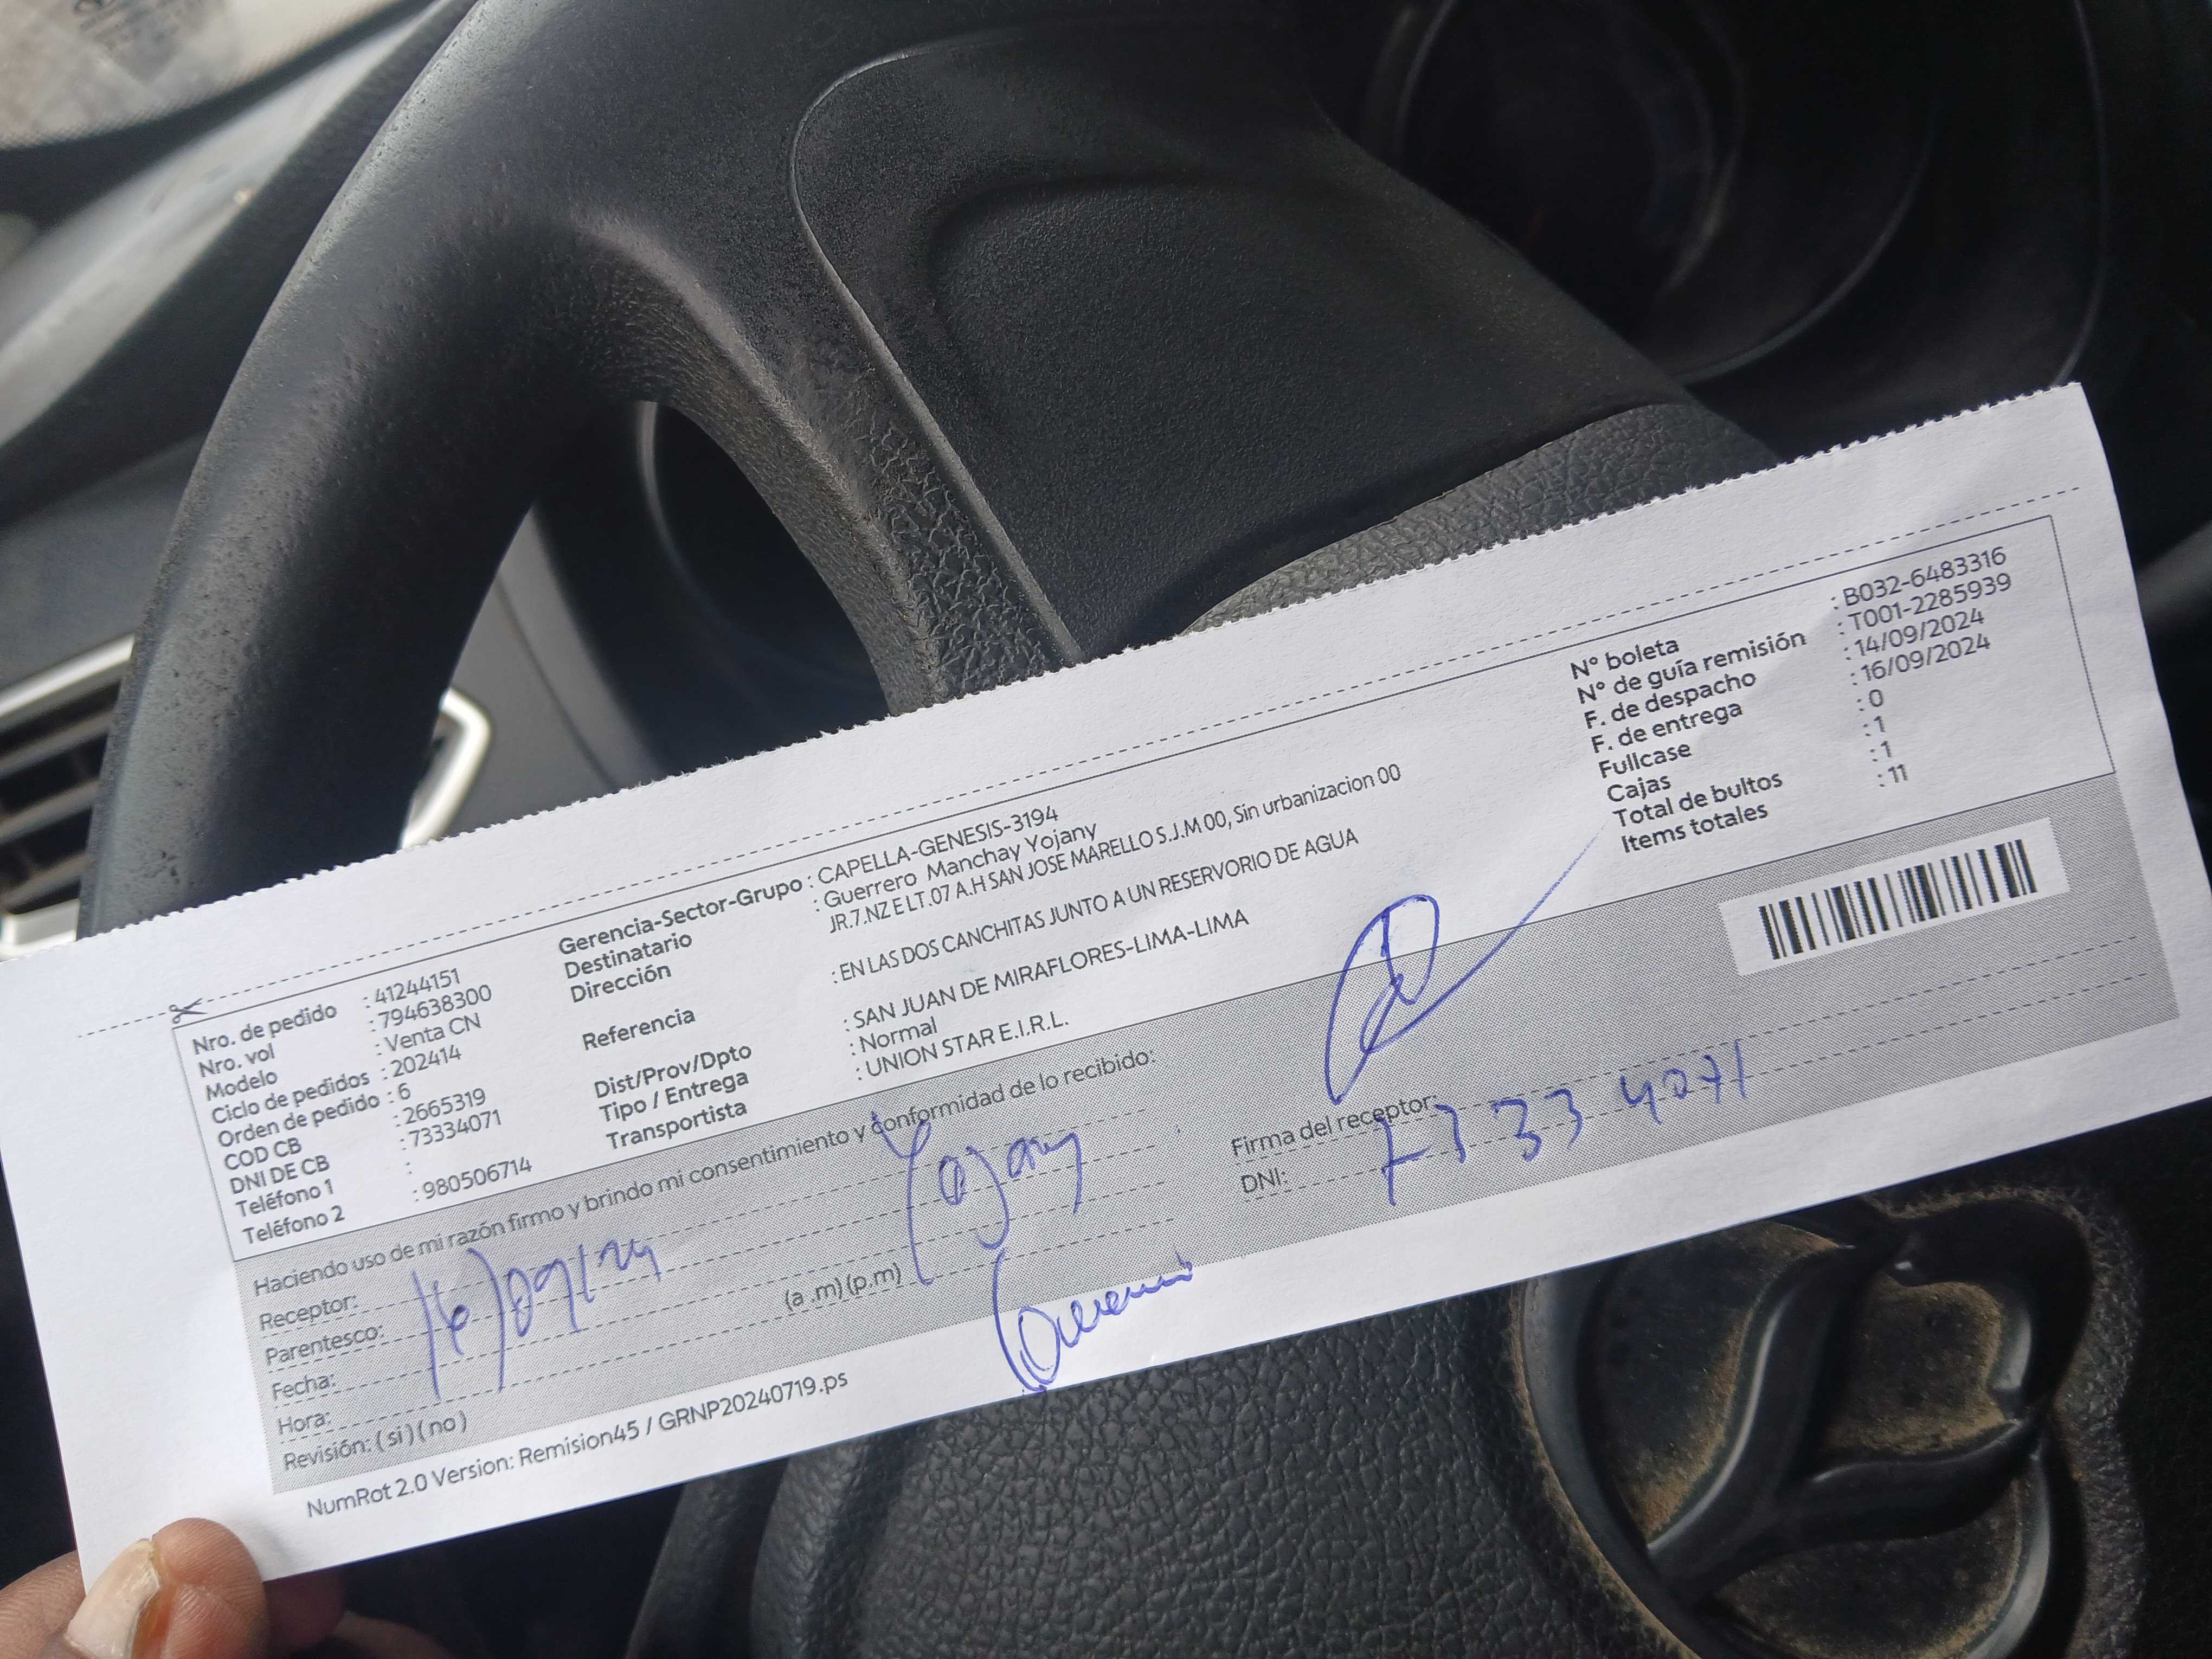 Nro. de pedido : 41244151
Nro. vol : 794638300
Modelo : Venta CN
Ciclo de pedidos : 202414
Orden de pedido : 6
COD CB : 2665319
DNI DE CB : 73334071
Teléfono 1 :
Teléfono 2 : 980506714
Gerencia-Sector-Grupo : CAPELLA-GENESIS-3194
Destinatario : Guerrero Manchay Yojany
Dirección JR.7.NZ E LT.07 A.H SAN JOSE MARELLO S.J.M 00, Sin urbanizacion 00
Referencia : EN LAS DOS CANCHITAS JUNTO A UN RESERVORIO DE AGUA
Dist/Prov/Dpto : SAN JUAN DE MIRAFLORES-LIMA-LIMA
Tipo / Entrega : Normal
Transportista : UNION STAR E.I.R.L.
N° boleta : B032-6483316
N° de guía remisión : T001-2285939
F. de despacho : 14/09/2024
F. de entrega : 16/09/2024
Fullcase : 0
Cajas : 1
Total de bultos : 1
Items totales : 11
Haciendo uso de mi razón firmo y brindo mi consentimiento y conformidad de lo recibido:
Receptor: Yojany
Parentesco:
Fecha: 16/09/24
Hora: (a .m) (p.m)
Revisión: ( si ) ( no )
Firma del receptor:
DNI: 73334071
NumRot 2.0 Version: Remision45 / GRNP20240719.ps